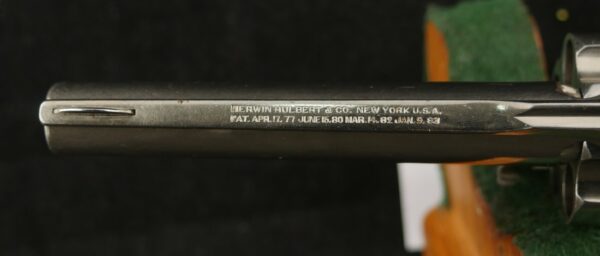 MERWIN HULBERT & CO. NEW YORK U.S.A.
PAT. APR. 17. 77 JUNE 15. 80 MAR. 14. 82 JAN. 9. 83